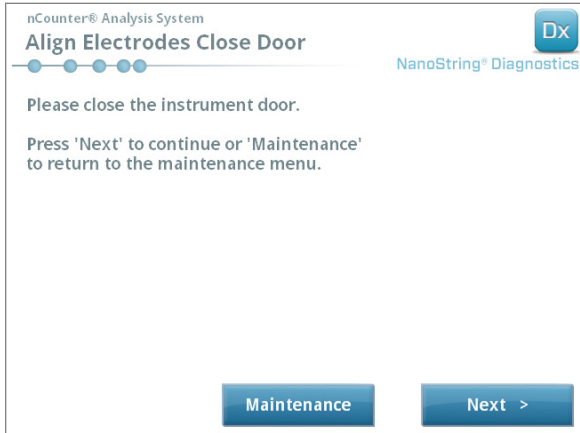 nCounter® Analysis System
Align Electrodes Close Door
Dx
NanoString® Diagnostics
Please close the instrument door.
Press 'Next' to continue or 'Maintenance'
to return to the maintenance menu.
Maintenance
Next >